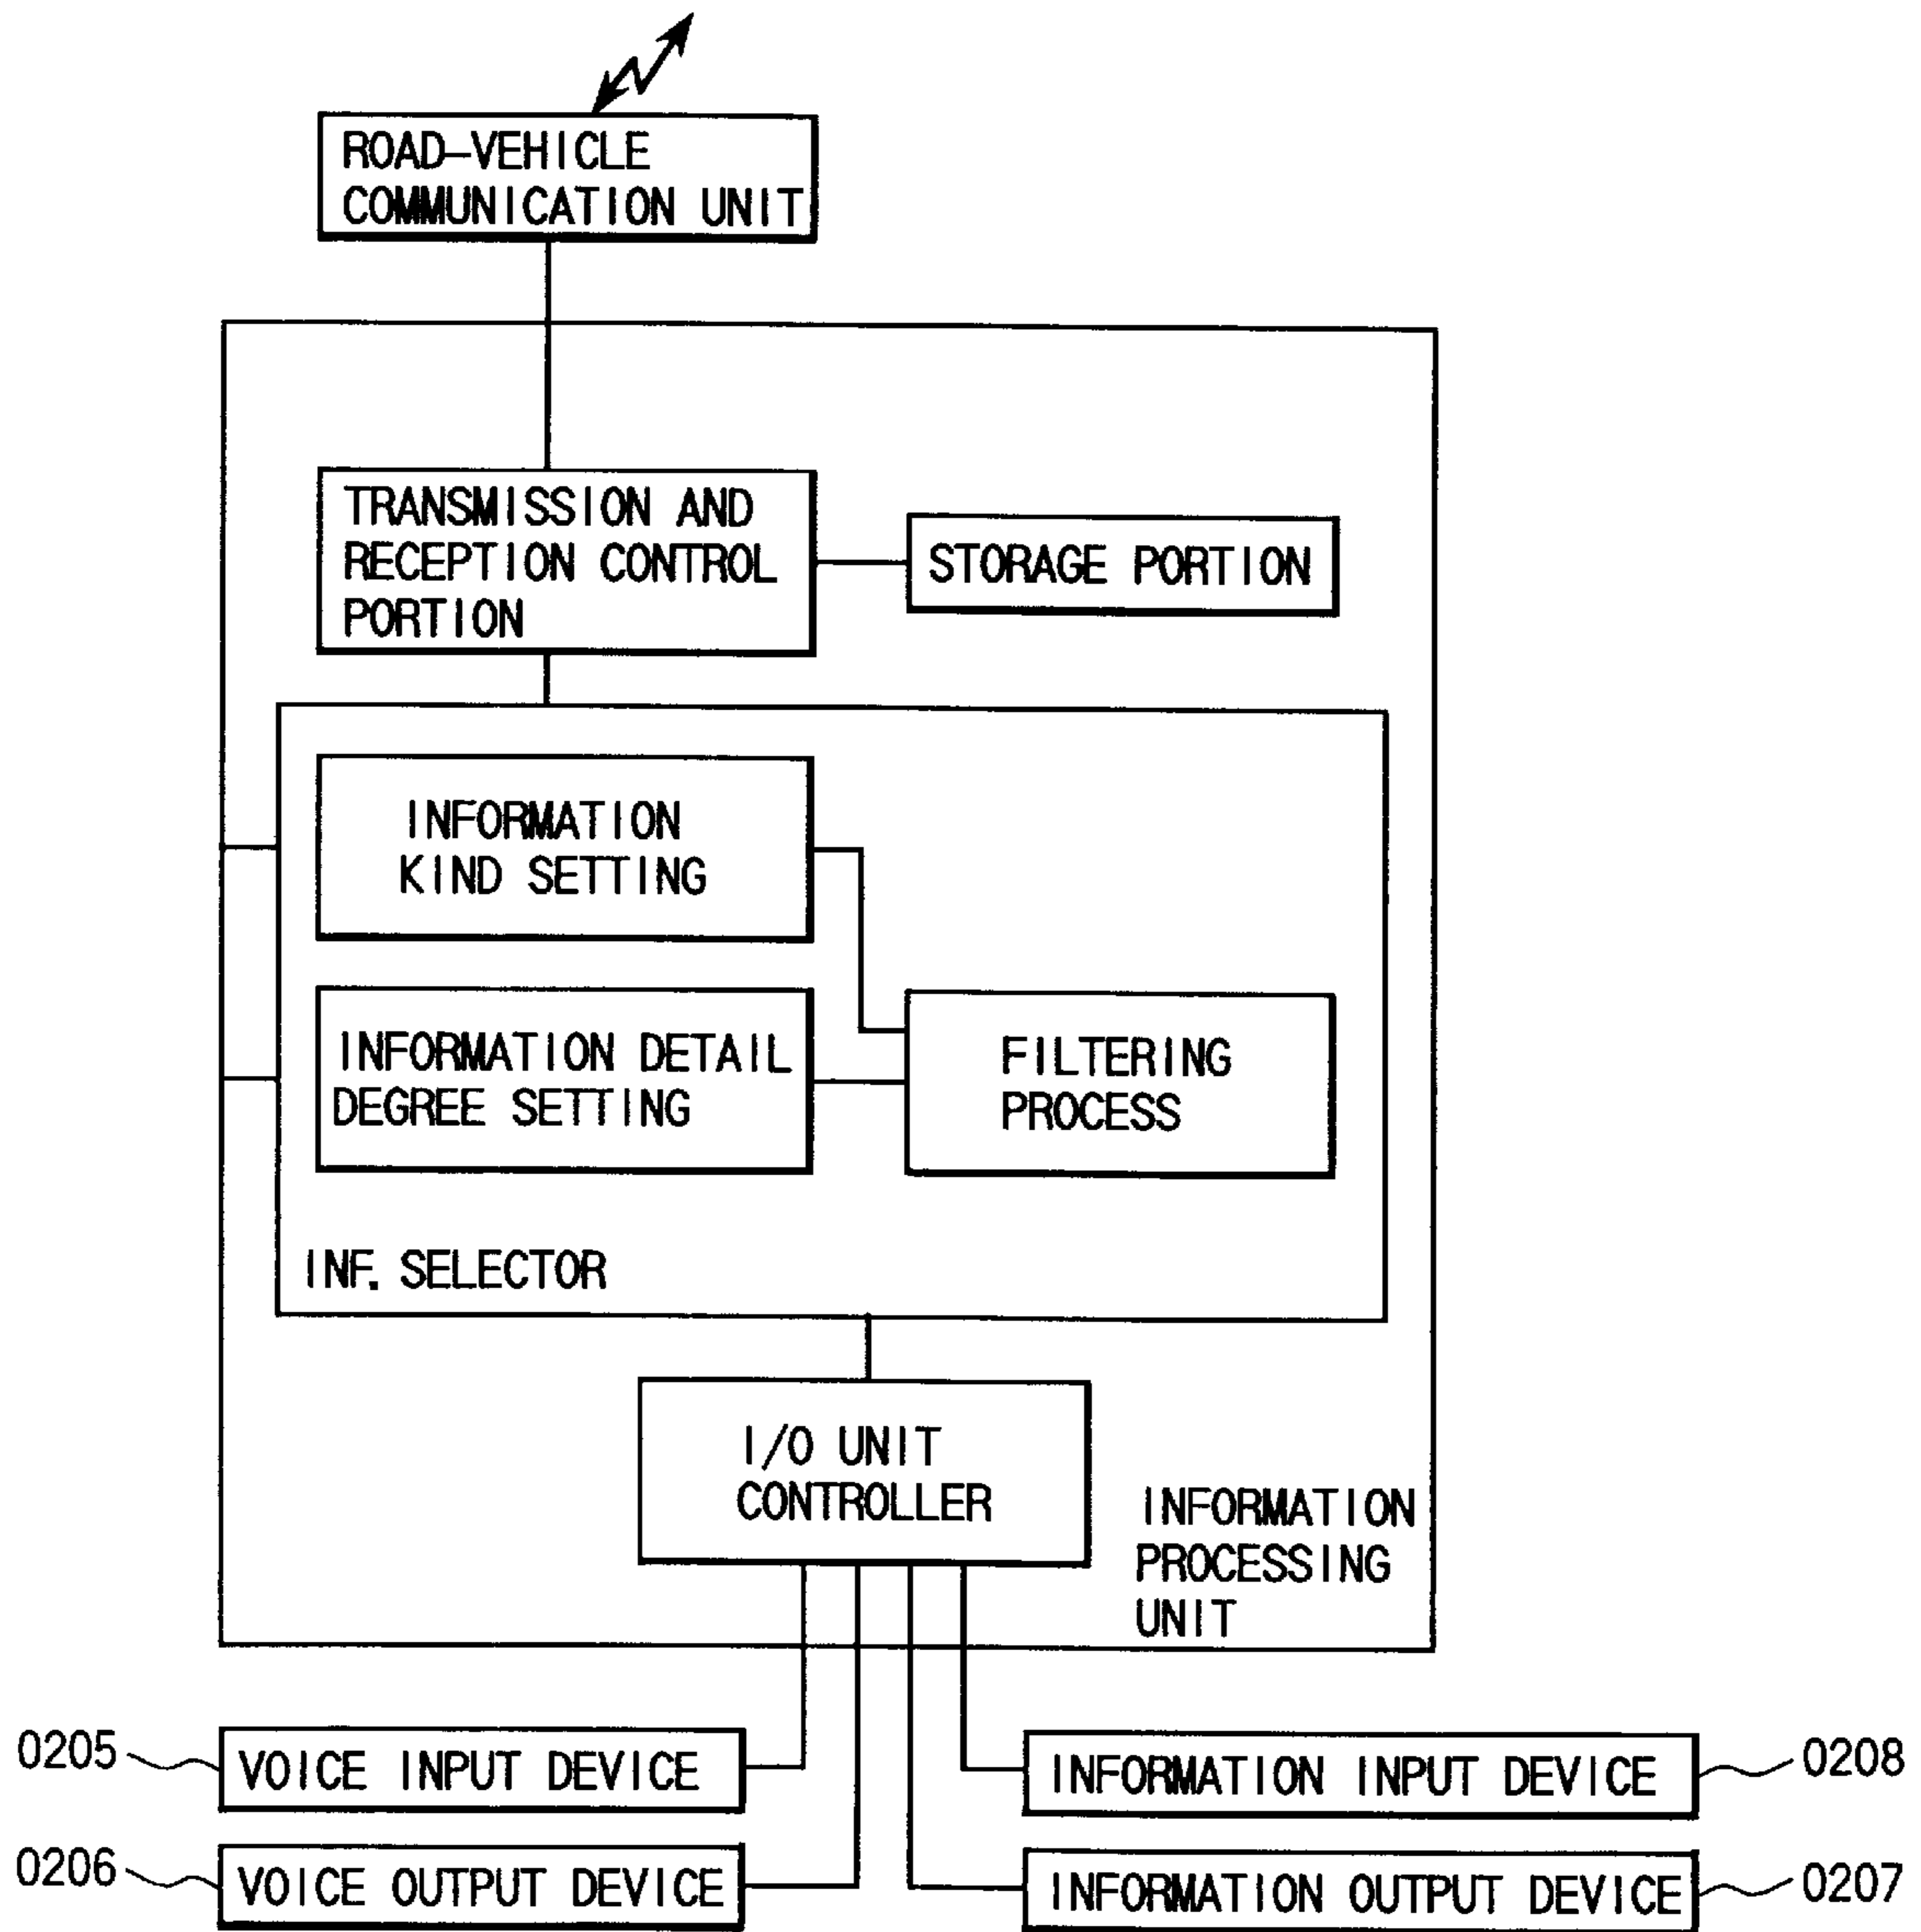 ROAD-VEHICLE
COMMUNICATION UNIT
TRANSMISSION AND
RECEPTION CONTROL
PORTION
STORAGE PORTION
INFORMATION
KIND SETTING
INFORMATION DETAIL
DEGREE SETTING
FILTERING
PROCESS
INF. SELECTOR
I/O UNIT
CONTROLLER
INFORMATION
PROCESSING
UNIT
0205
VOICE INPUT DEVICE
INFORMATION INPUT DEVICE
0208
0206
VOICE OUTPUT DEVICE
INFORMATION OUTPUT DEVICE
0207